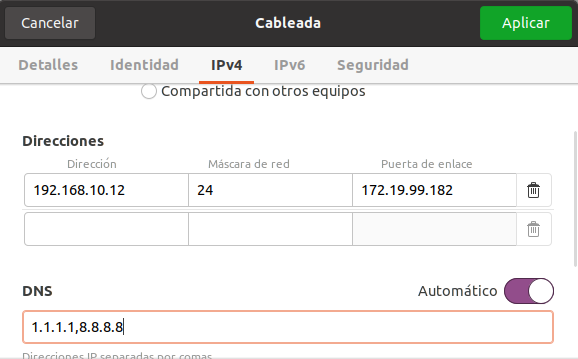 Cancelar Cableada Aplicar
Detalles Identidad IPv4 IPv6 Seguridad
Compartida con otros equipos
Direcciones
Dirección Máscara de red Puerta de enlace
192.168.10.12 24 172.19.99.182
DNS Automático
1.1.1.1,8.8.8.8
Direcciones IP separadas por comas